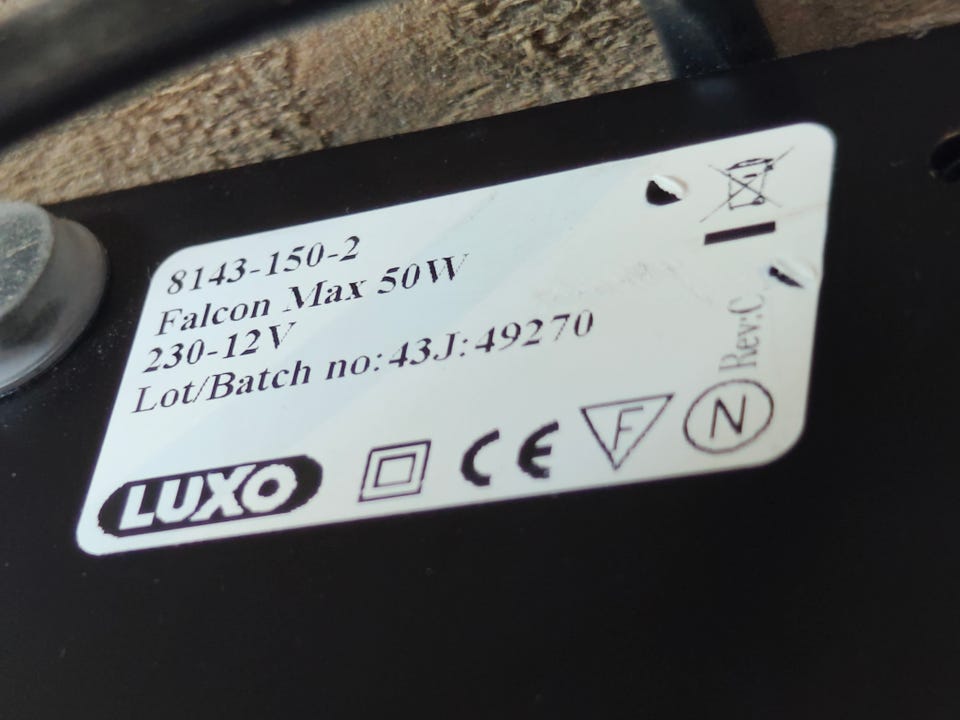 8143-150-2
Falcon Max 50W
230-12V
Lot/Batch no:43J:49270
Rev:C
LUXO
CE
F
N